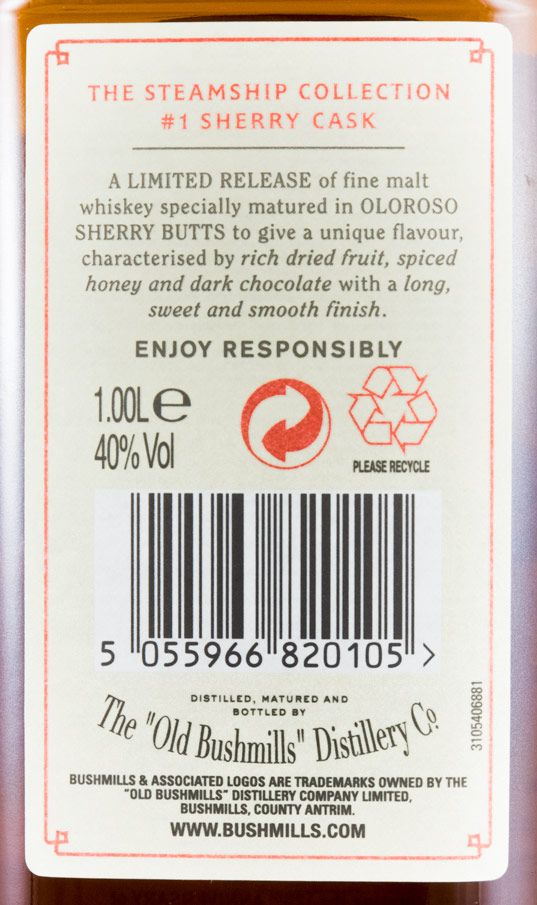 THE STEAMSHIP COLLECTION
#1 SHERRY CASK
A LIMITED RELEASE of fine malt
whiskey specially matured in OLOROSO
SHERRY BUTTS to give a unique flavour,
characterised by rich dried fruit, spiced
honey and dark chocolate with a long,
sweet and smooth finish.
ENJOY RESPONSIBLY
1.00L e
40% Vol
PLEASE RECYCLE
5 055966 820105 >
DISTILLED, MATURED AND
BOTTLED BY
The "Old Bushmills" Distillery Co
3105406881
BUSHMILLS & ASSOCIATED LOGOS ARE TRADEMARKS OWNED BY THE
"OLD BUSHMILLS" DISTILLERY COMPANY LIMITED,
BUSHMILLS, COUNTY ANTRIM.
WWW.BUSHMILLS.COM